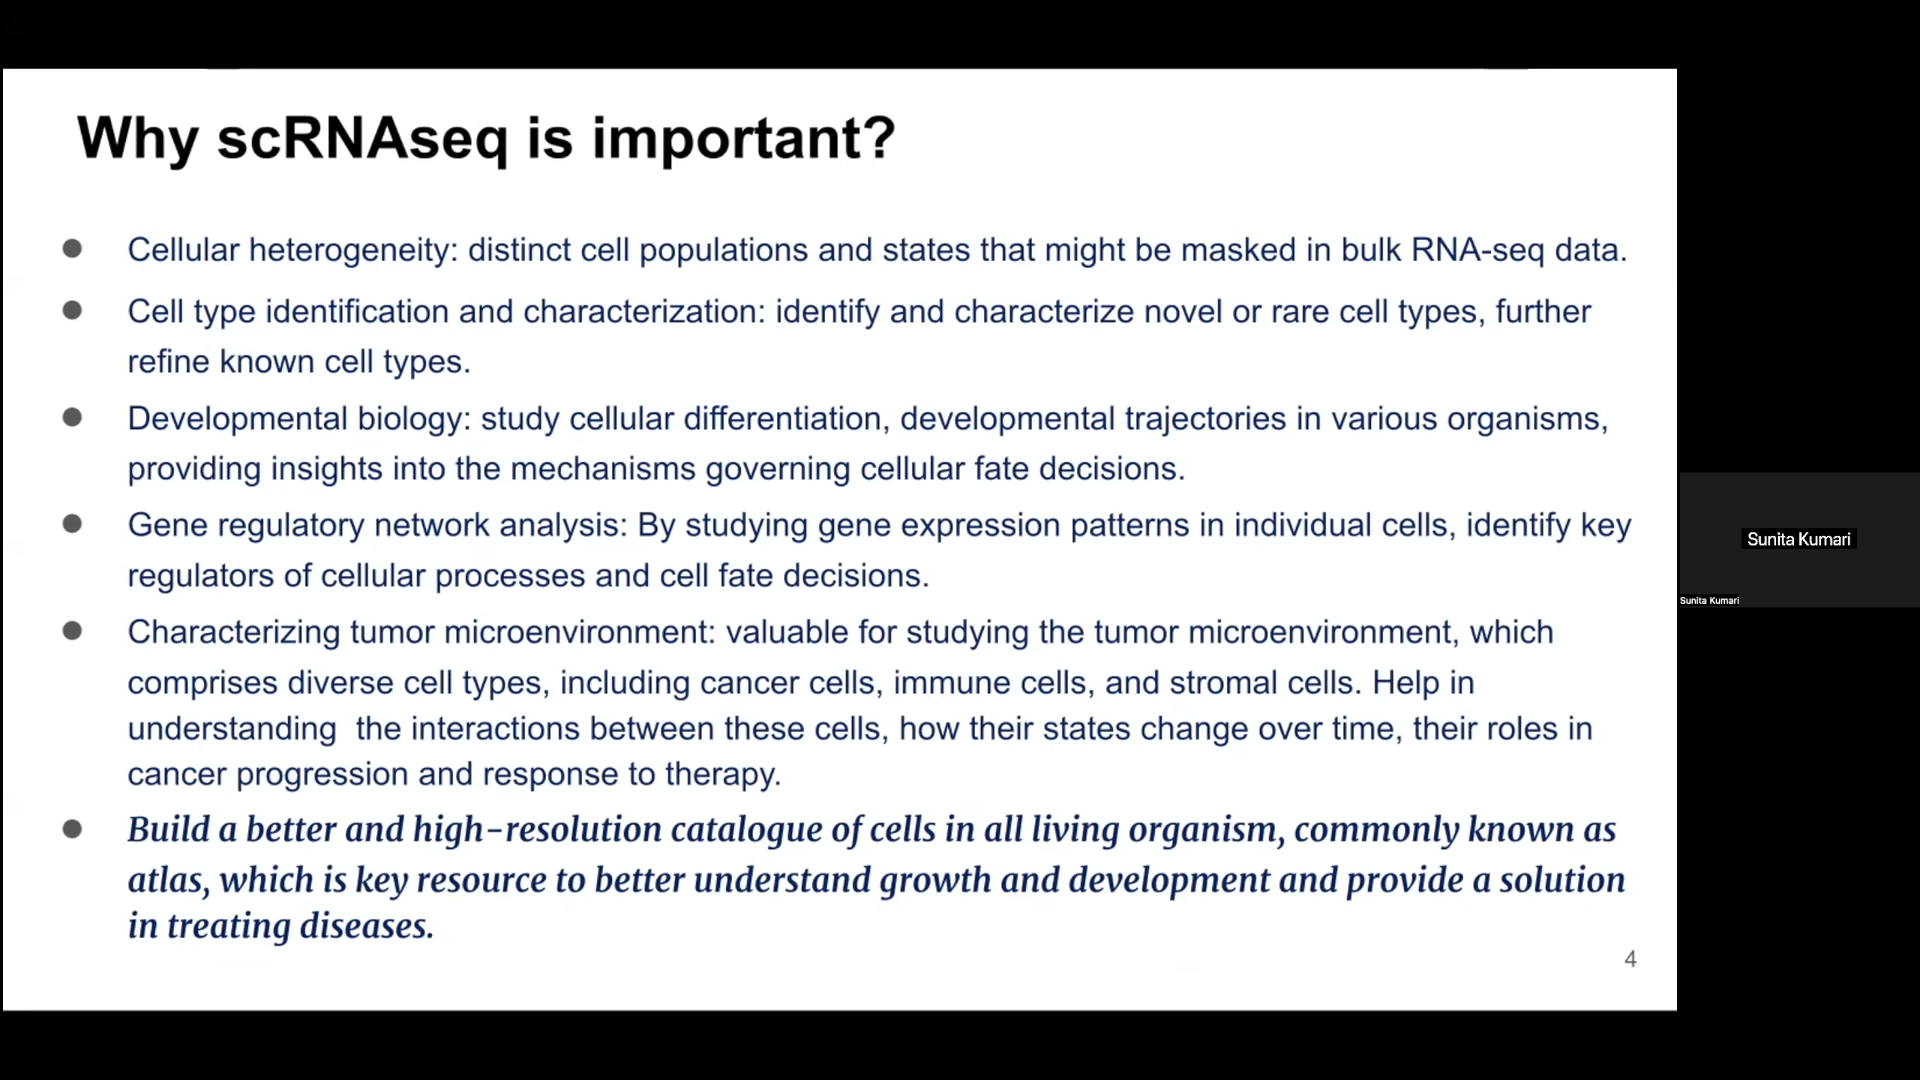 Why scRNAseq is important?
● Cellular heterogeneity: distinct cell populations and states that might be masked in bulk RNA-seq data.
● Cell type identification and characterization: identify and characterize novel or rare cell types, further
refine known cell types.
● Developmental biology: study cellular differentiation, developmental trajectories in various organisms,
providing insights into the mechanisms governing cellular fate decisions.
● Gene regulatory network analysis: By studying gene expression patterns in individual cells, identify key
regulators of cellular processes and cell fate decisions.
● Characterizing tumor microenvironment: valuable for studying the tumor microenvironment, which
comprises diverse cell types, including cancer cells, immune cells, and stromal cells. Help in
understanding  the interactions between these cells, how their states change over time, their roles in
cancer progression and response to therapy.
● Build a better and high-resolution catalogue of cells in all living organism, commonly known as
atlas, which is key resource to better understand growth and development and provide a solution
in treating diseases.
4
Sunita Kumari
Sunita Kumari